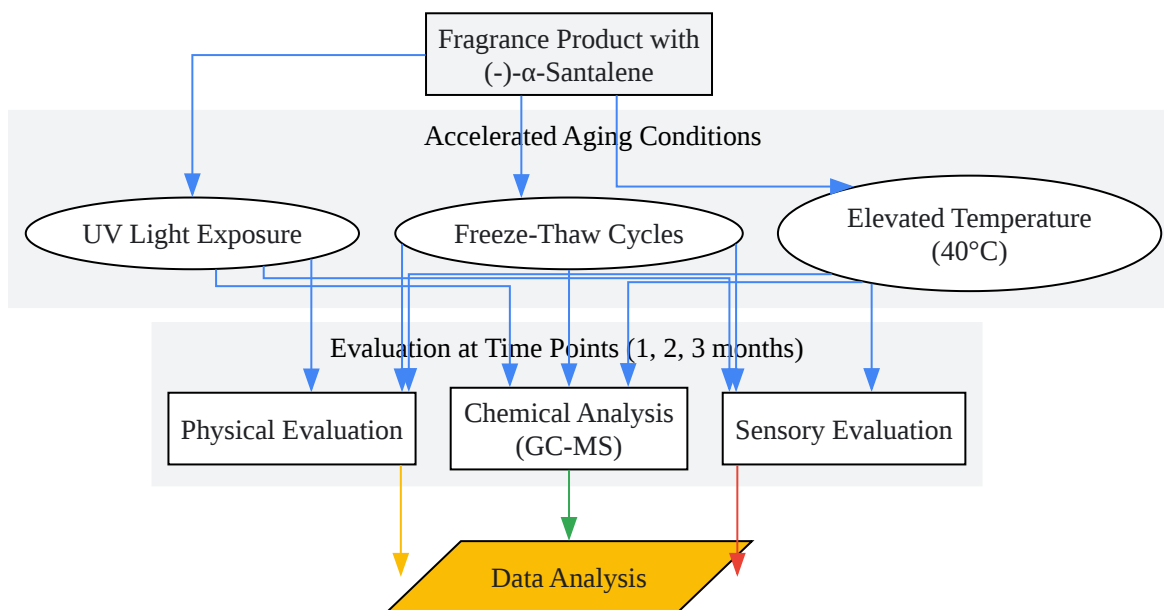 Fragrance Product with
(-)-α-Santalene
Accelerated Aging Conditions
UV Light Exposure
Freeze-Thaw Cycles
Elevated Temperature
(40°C)
Evaluation at Time Points (1, 2, 3 months)
Physical Evaluation
Chemical Analysis
(GC-MS)
Sensory Evaluation
Data Analysis